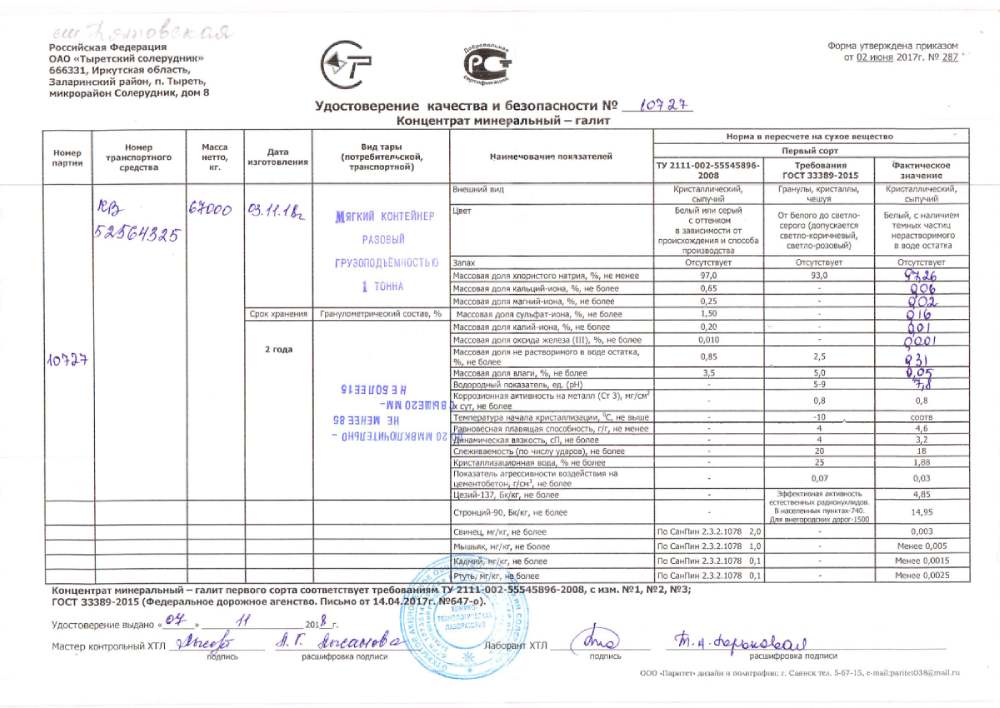 Российская Федерация
ОАО «Тыретский солерудник»
666331, Иркутская область,
Заларинский район, п. Тыреть,
микрорайон Солерудник, дом 8
Добровольная
РСТ
сертификация
Форма утверждена приказом
от 02 июня 2017г. № 287
Удостоверение качества и безопасности № 10727
Концентрат минеральный – галит
Номер партии
Номер транспортного средства
Масса нетто, кг.
Дата изготовления
Вид тары (потребительской, транспортной)
Наименование показателей
Норма в пересчете на сухое вещество
Первый сорт
ТУ 2111-002-55545896-2008
Требования ГОСТ 33389-2015
Фактическое значение
10727
КВ 52564325
67000
03.11.18г
МЯГКИЙ КОНТЕЙНЕР
РАЗОВЫЙ
ГРУЗОПОДЪЁМНОСТЬЮ
1 ТОННА
Срок хранения
Гранулометрический состав, %
2 года
ДО 20 ММ ВКЛЮЧИТЕЛЬНО –
НЕ МЕНЕЕ 85
СВЫШЕ 20 ММ –
НЕ БОЛЕЕ 15
Внешний вид Кристаллический, сыпучий Гранулы, кристаллы, чешуя Кристаллический, сыпучий
Цвет Белый или серый с оттенком в зависимости от происхождения и способа производства От белого до светло-серого (допускается светло-коричневый, светло-розовый) Белый, с наличием темных частиц нерастворимого в воде остатка
Запах Отсутствует Отсутствует Отсутствует
Массовая доля хлористого натрия, %, не менее 97,0 93,0 97,26
Массовая доля кальций-иона, %, не более 0,65 - 0,06
Массовая доля магний-иона, %, не более 0,25 - 0,02
Массовая доля сульфат-иона, %, не более 1,50 - 0,16
Массовая доля калий-иона, %, не более 0,20 - 0,01
Массовая доля оксида железа (III), %, не более 0,010 - 0,001
Массовая доля не растворимого в воде остатка, %, не более 0,85 2,5 0,31
Массовая доля влаги, %, не более 3,5 5,0 0,05
Водородный показатель, ед. (рН) - 5-9 7,8
Коррозионная активность на металл (Ст 3), мг/см² х сут, не более - 0,8 0,8
Температура начала кристаллизации, °С, не выше - -10 соотв
Равновесная плавящая способность, г/г, не менее - 4 4,6
Динамическая вязкость, сП, не более - 4 3,2
Слеживаемость (по числу ударов), не более - 20 18
Кристаллизационная вода, % не более - 25 1,88
Показатель агрессивности воздействия на цементобетон, г/см³, не более - 0,07 0,03
Цезий-137, Бк/кг, не более - Эффективная активность естественных радионуклидов. В населенных пунктах-740. Для внегородских дорог-1500 4,85
Стронций-90, Бк/кг, не более - 14,95
Свинец, мг/кг, не более По СанПин 2.3.2.1078 2,0 - 0,003
Мышьяк, мг/кг, не более По СанПин 2.3.2.1078 1,0 - Менее 0,005
Кадмий, мг/кг, не более По СанПин 2.3.2.1078 0,1 - Менее 0,0015
Ртуть, мг/кг, не более По СанПин 2.3.2.1078 0,1 - Менее 0,0025
Концентрат минеральный – галит первого сорта соответствует требованиям ТУ 2111-002-55545896-2008, с изм. №1, №2, №3;
ГОСТ 33389-2015 (Федеральное дорожное агенство. Письмо от 14.04.2017г. №647-о).
Удостоверение выдано «04» 11 2018г.
Мастер контрольный ХТЛ
Лаборант ХТЛ
подпись расшифровка подписи подпись расшифровка подписи
ХИМИКО-
ТЕХНОЛОГИЧЕСКАЯ
ЛАБОРАТОРИЯ
ООО «Паритет» дизайн и полиграфия: г. Саянск тел. 5-67-15, e-mail:paritet038@mail.ru